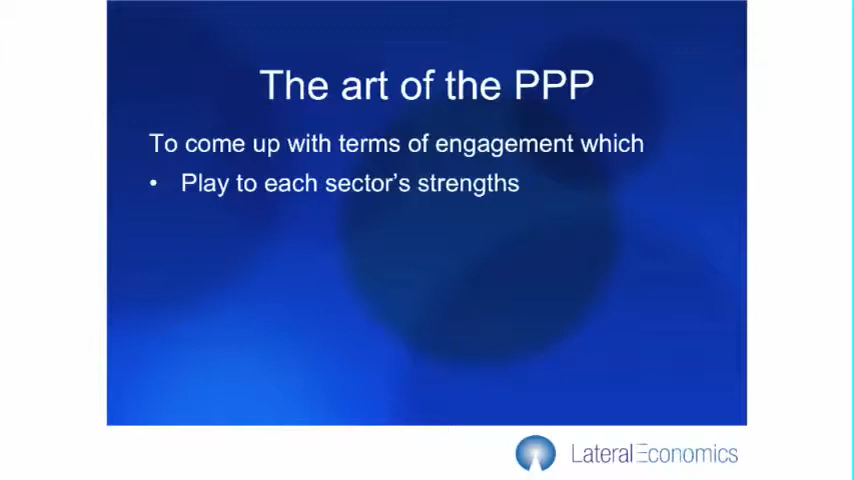 The art of the PPP
To come up with terms of engagement which
• Play to each sector’s strengths
LateralEconomics